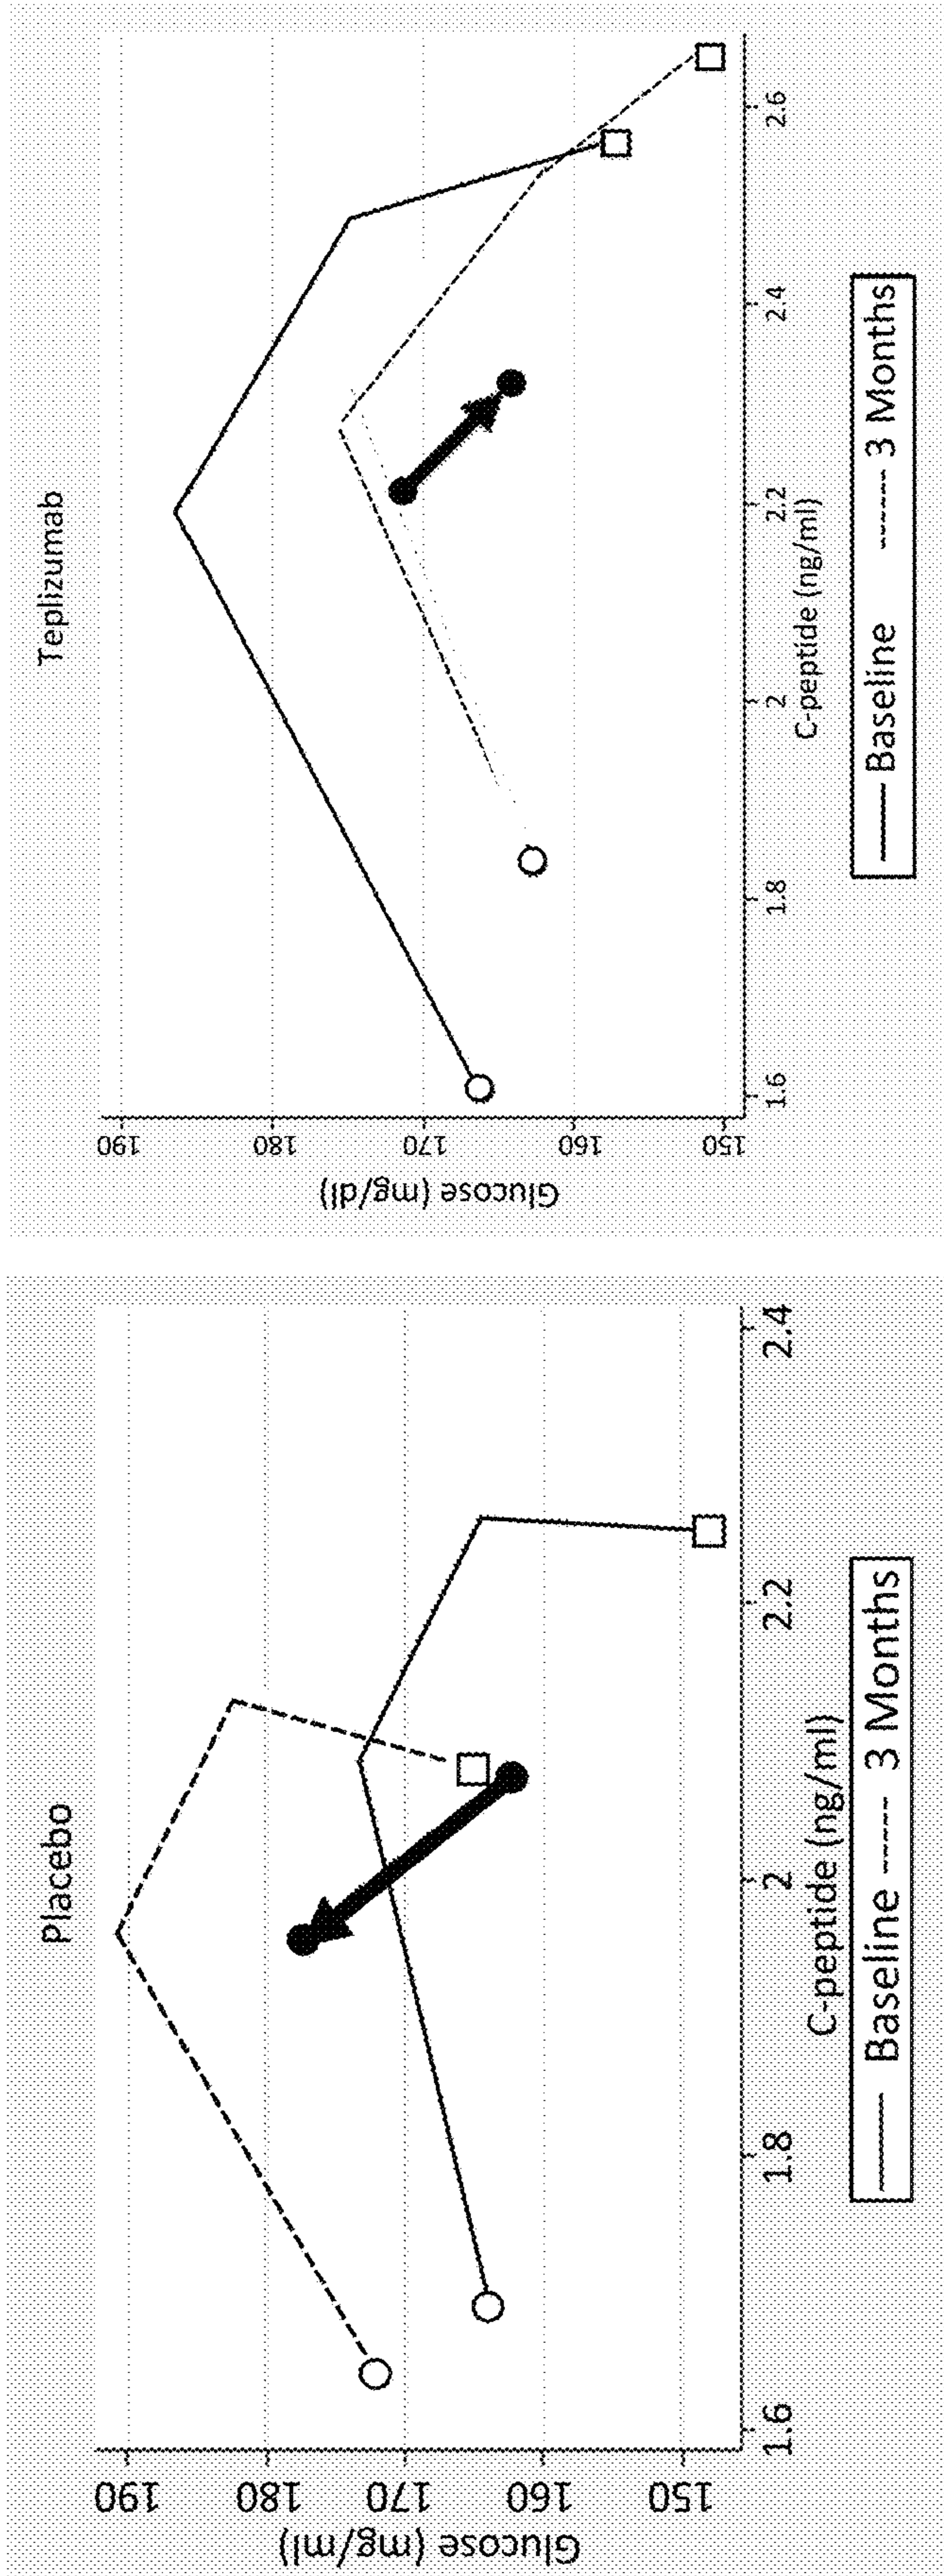 Placebo
Glucose (mg/ml)
190
180
170
160
150
1.6
1.8
2
2.2
2.4
C-peptide (ng/ml)
Baseline
3 Months
Teplizumab
Glucose (mg/dl)
190
180
170
160
150
1.6
1.8
2
2.2
2.4
2.6
C-peptide (ng/ml)
Baseline
3 Months